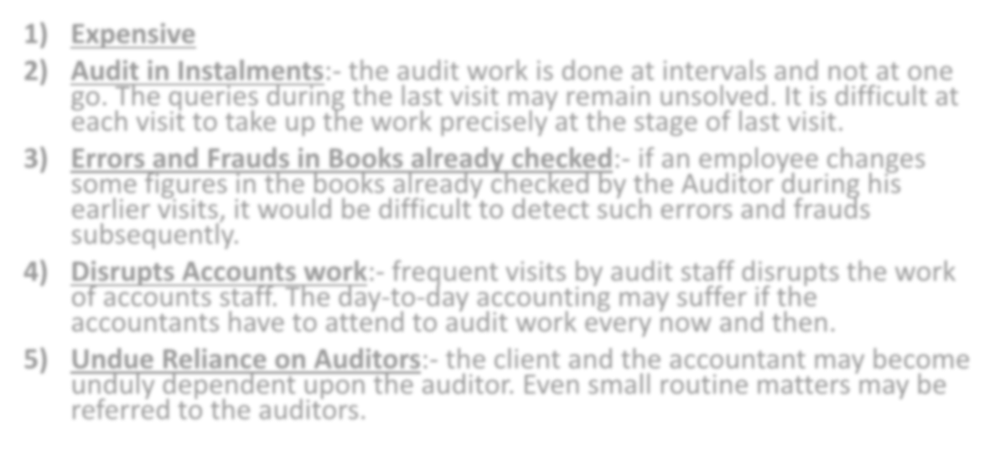 1) Expensive
2) Audit in Instalments:- the audit work is done at intervals and not at one
go. The queries during the last visit may remain unsolved. It is difficult at
each visit to take up the work precisely at the stage of last visit.
3) Errors and Frauds in Books already checked:- if an employee changes
some figures in the books already checked by the Auditor during his
earlier visits, it would be difficult to detect such errors and frauds
subsequently.
4) Disrupts Accounts work:- frequent visits by audit staff disrupts the work
of accounts staff. The day-to-day accounting may suffer if the
accountants have to attend to audit work every now and then.
5) Undue Reliance on Auditors:- the client and the accountant may become
unduly dependent upon the auditor. Even small routine matters may be
referred to the auditors.